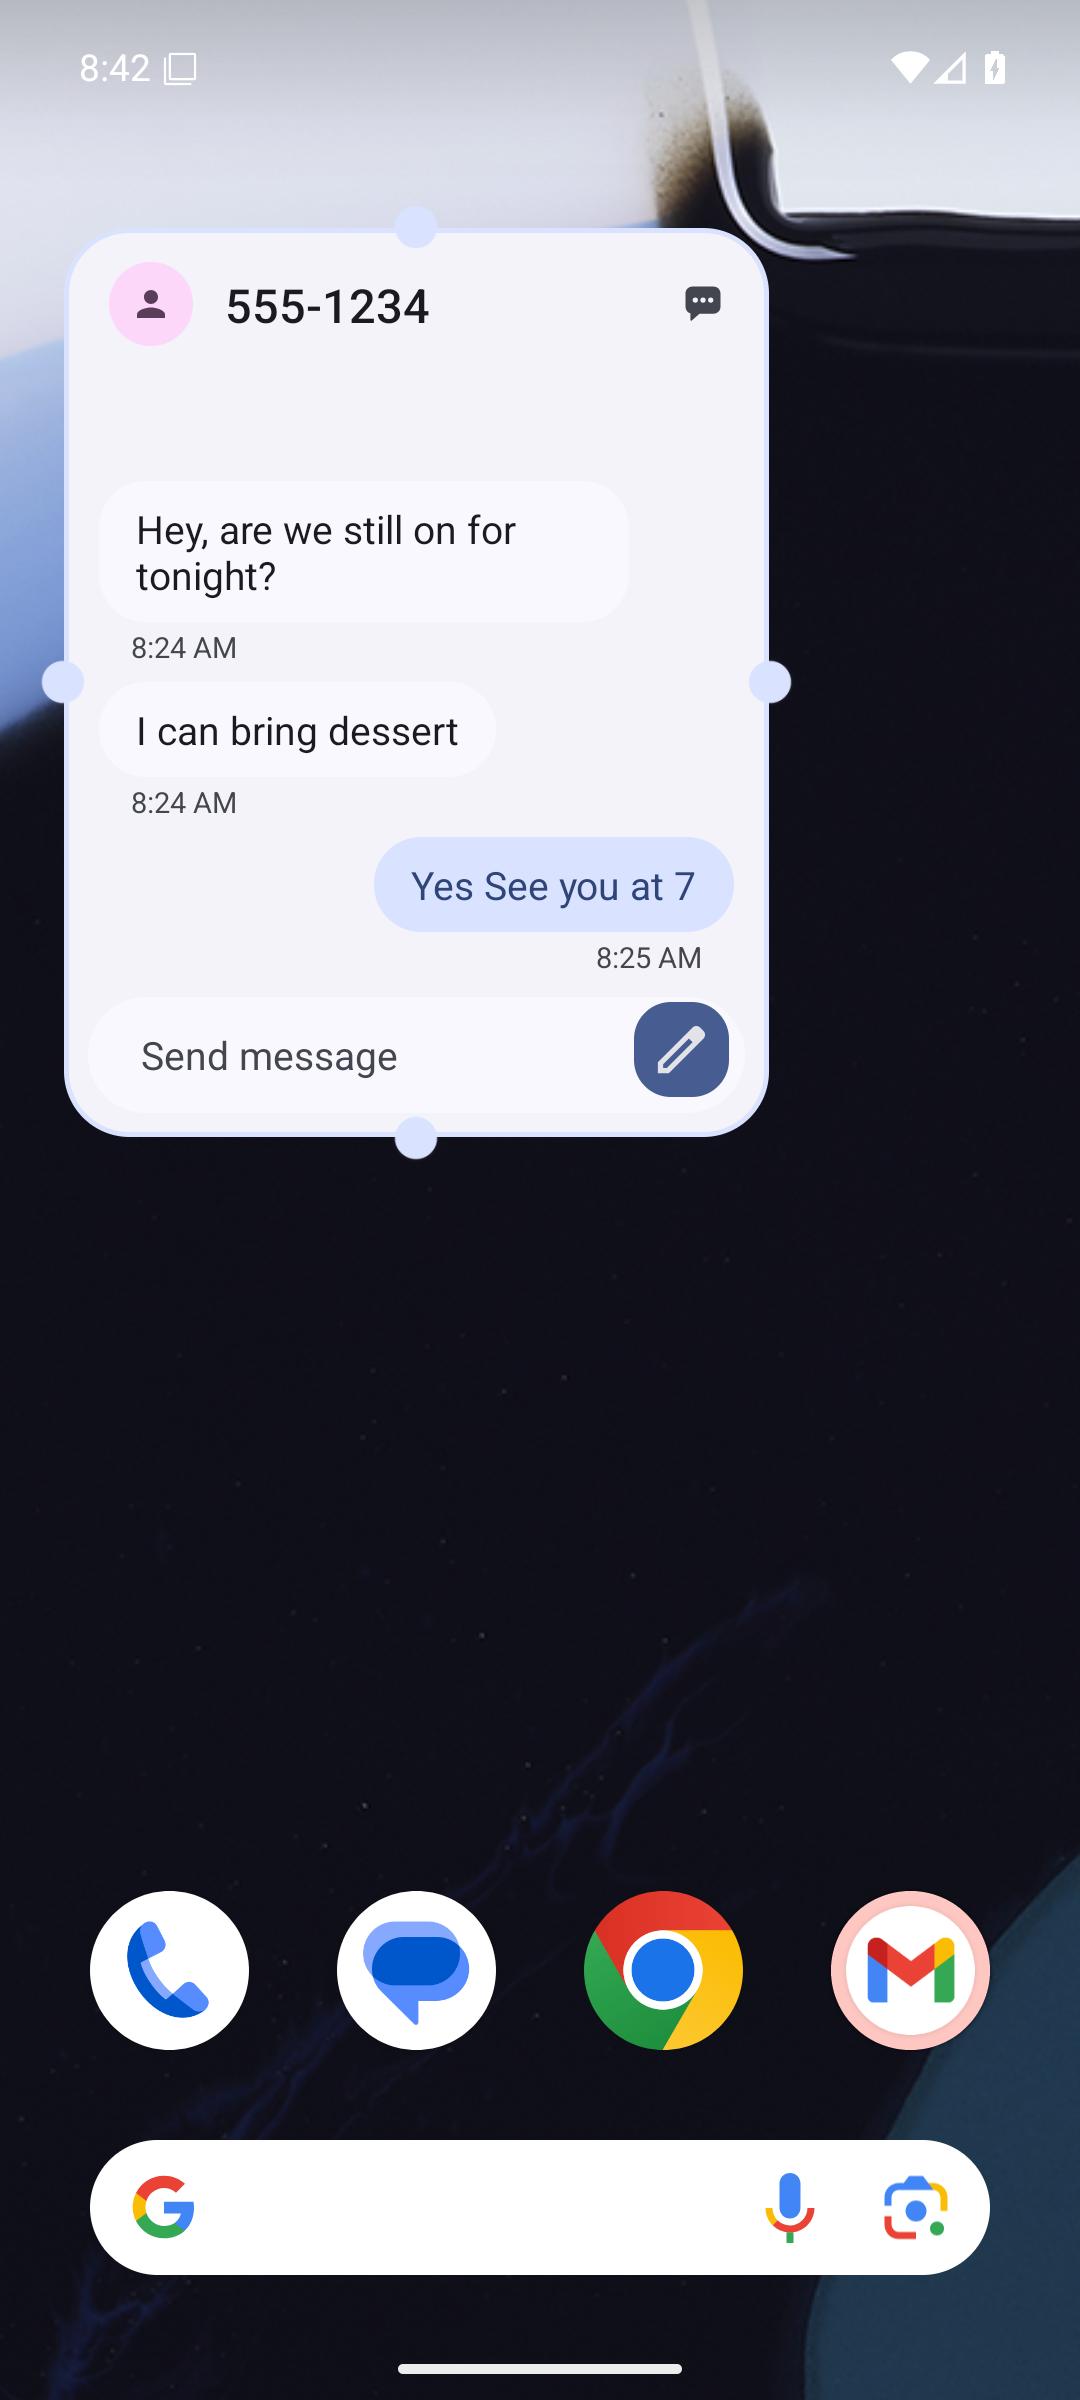 8:42
555-1234
Hey, are we still on for
tonight?
8:24 AM
I can bring dessert
8:24 AM
Yes See you at 7
8:25 AM
Send message